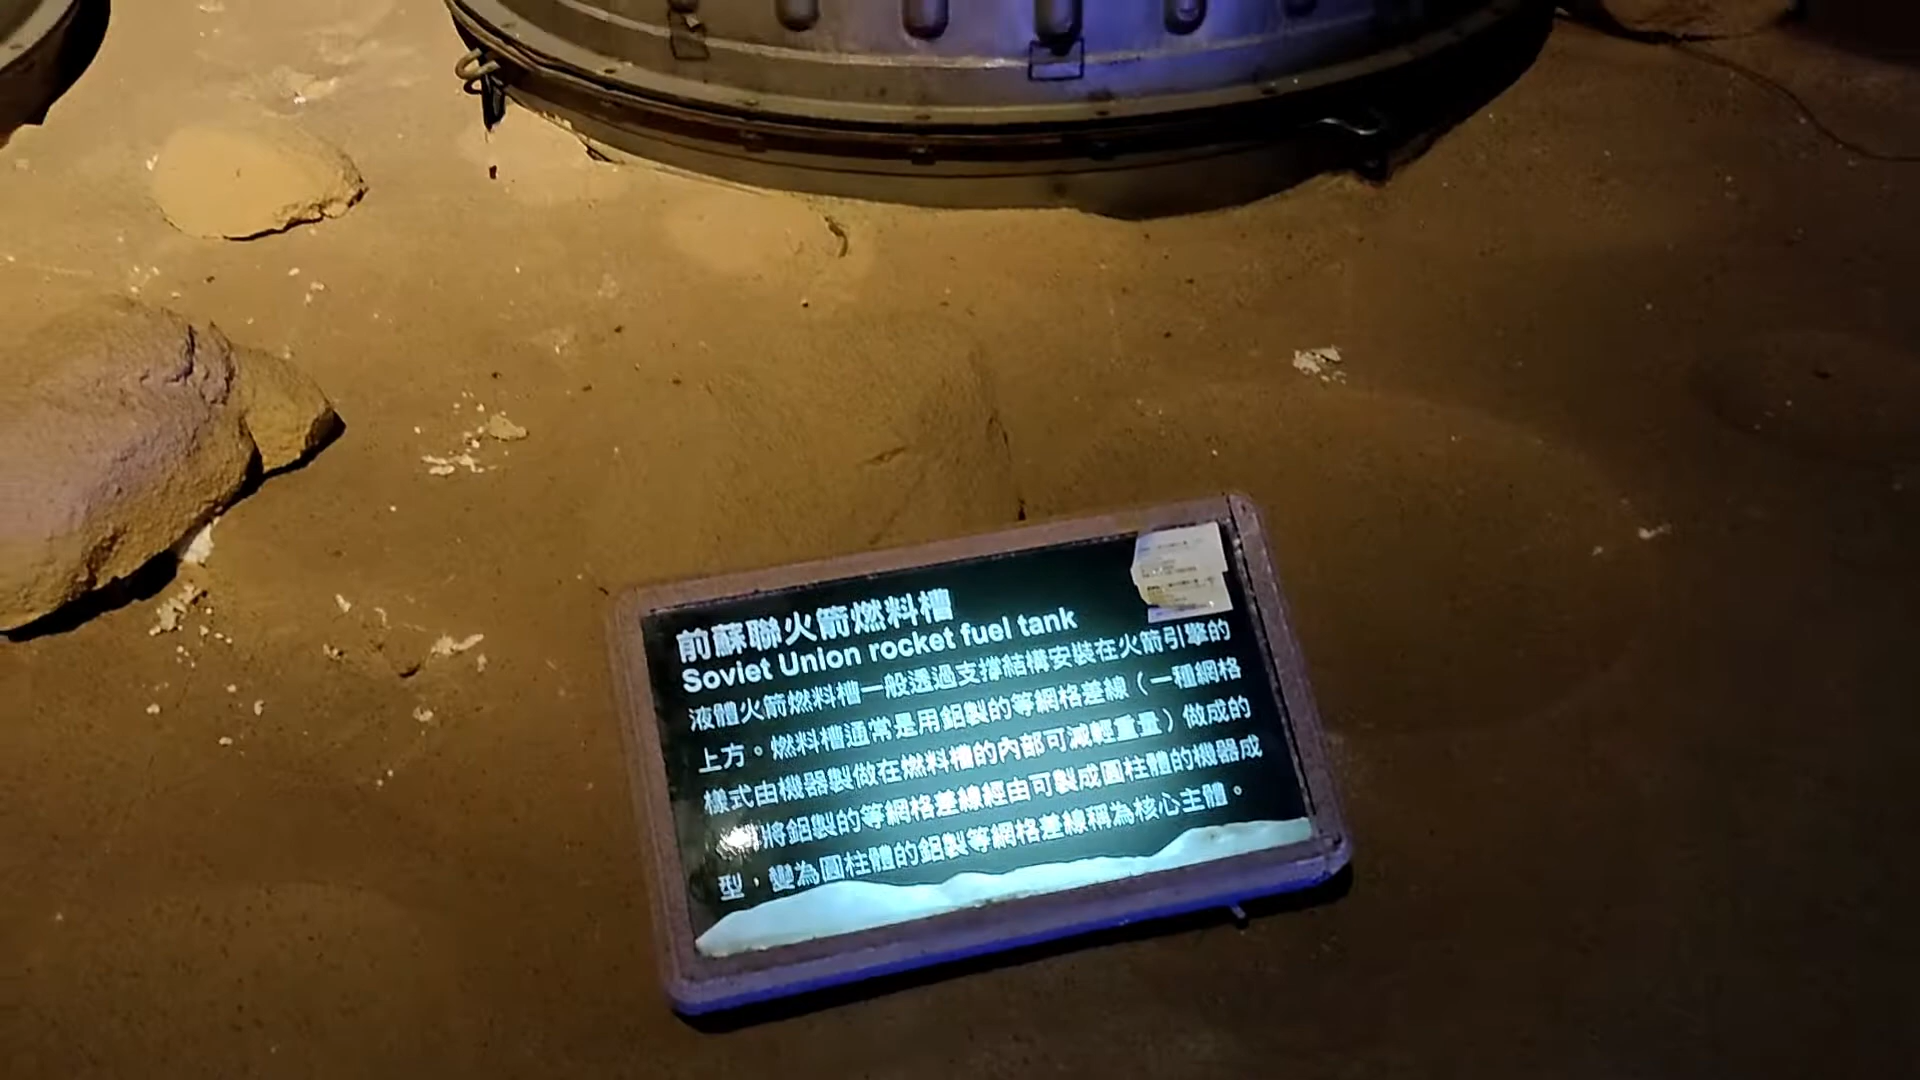 前蘇聯火箭燃料槽
Soviet Union rocket fuel tank
液體火箭燃料槽一般透過支撐結構安裝在火箭引擎的
上方。燃料槽通常是用鋁製的等網格差線（一種網格
樣式由機器製做在燃料槽的內部可減輕重量）做成的
將鋁製的等網格差線經由可製成圓柱體的機器成
型，變為圓柱體的鋁製等網格差線稱為核心主體。